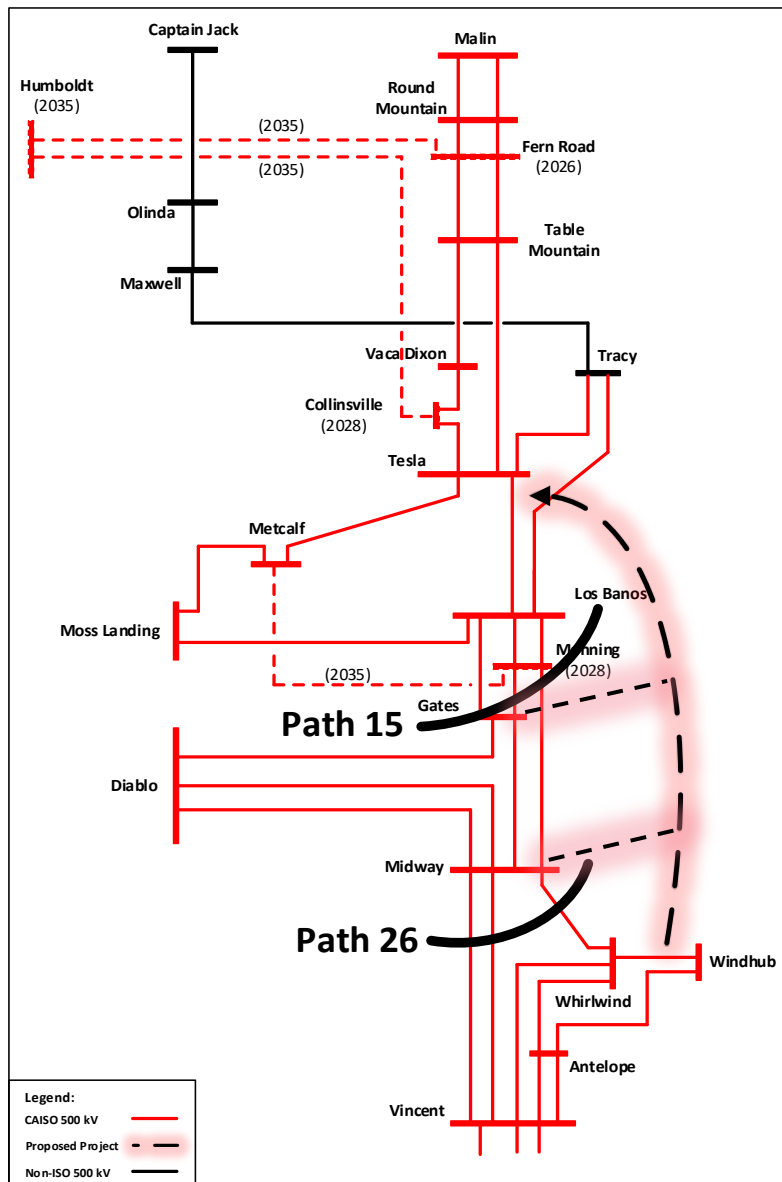 Captain Jack
Malin
Humboldt
(2035)
Round
Mountain
(2035)
Fern Road
(2026)
(2035)
Olinda
Table
Mountain
Maxwell
Vaca Dixon
Tracy
Collinsville
(2028)
Tesla
Metcalf
Los Banos
Moss Landing
Manning
(2028)
(2035)
Gates
Path 15
Diablo
Midway
Path 26
Windhub
Whirlwind
Antelope
Vincent
Legend:
CAISO 500 kV
Proposed Project
Non-ISO 500 kV